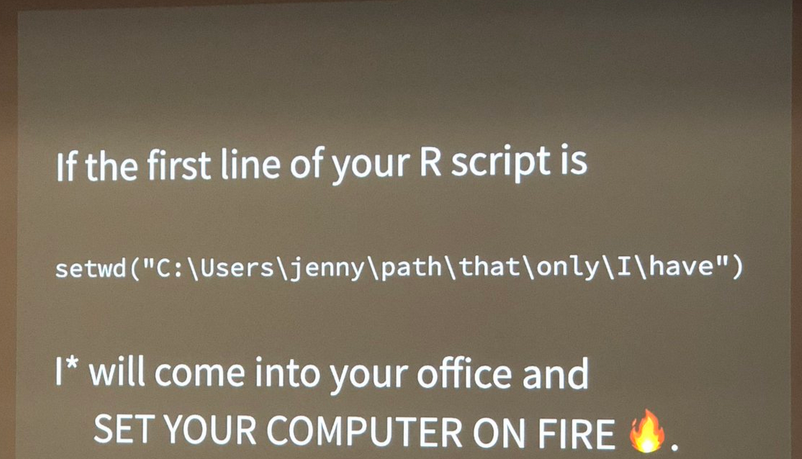 If the first line of your R script is
setwd("C:\Users\jenny\path\that\only\I\have")
I* will come into your office and
SET YOUR COMPUTER ON FIRE 🔥.